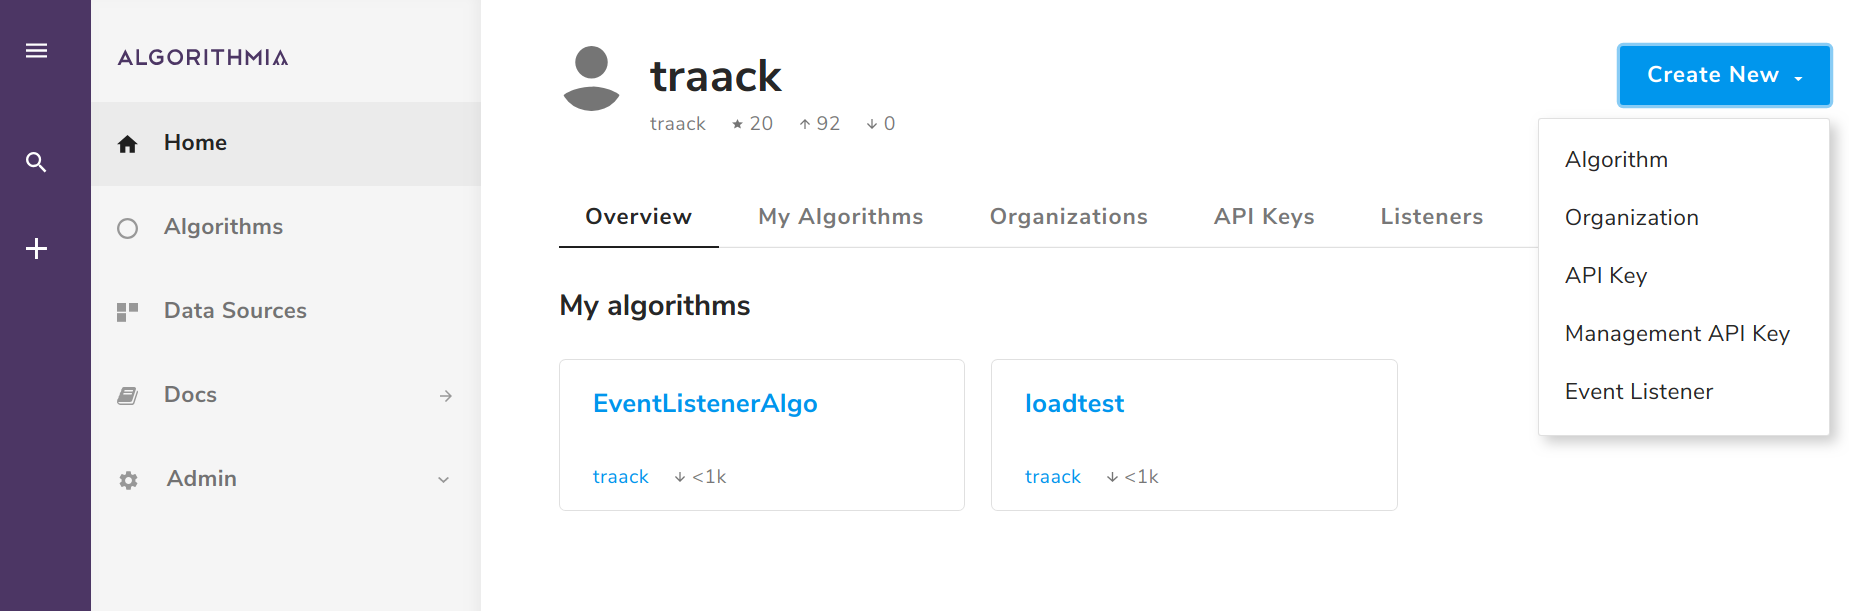 ALGORITHMIA
Home
Algorithms
Data Sources
Docs
Admin
traack
traack 20 92 0
Create New
Algorithm
Organization
API Key
Management API Key
Event Listener
Overview My Algorithms Organizations API Keys Listeners
My algorithms
EventListenerAlgo
traack <1k
loadtest
traack <1k